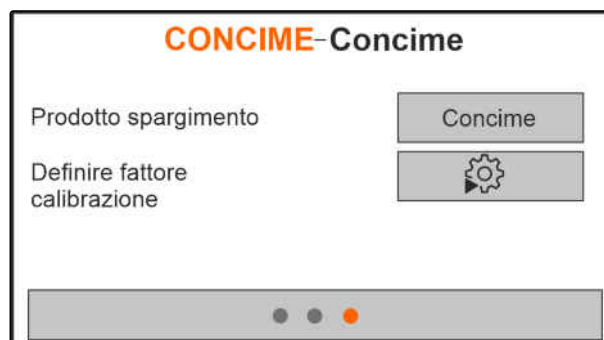 CONCIME-Concime
Prodotto spargimento
Concime
Definire fattore
calibrazione